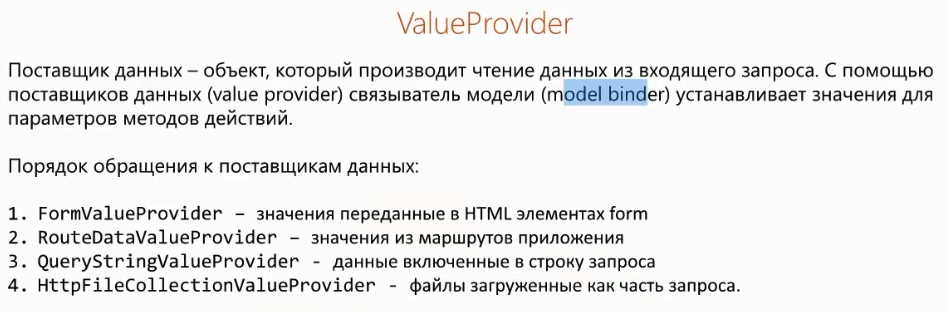 ValueProvider
Поставщик данных – объект, который производит чтение данных из входящего запроса. С помощью
поставщиков данных (value provider) связыватель модели (model binder) устанавливает значения для
параметров методов действий.
Порядок обращения к поставщикам данных:
1. FormValueProvider – значения переданные в HTML элементах form
2. RouteDataValueProvider – значения из маршрутов приложения
3. QueryStringValueProvider - данные включенные в строку запроса
4. HttpFileCollectionValueProvider - файлы загруженные как часть запроса.